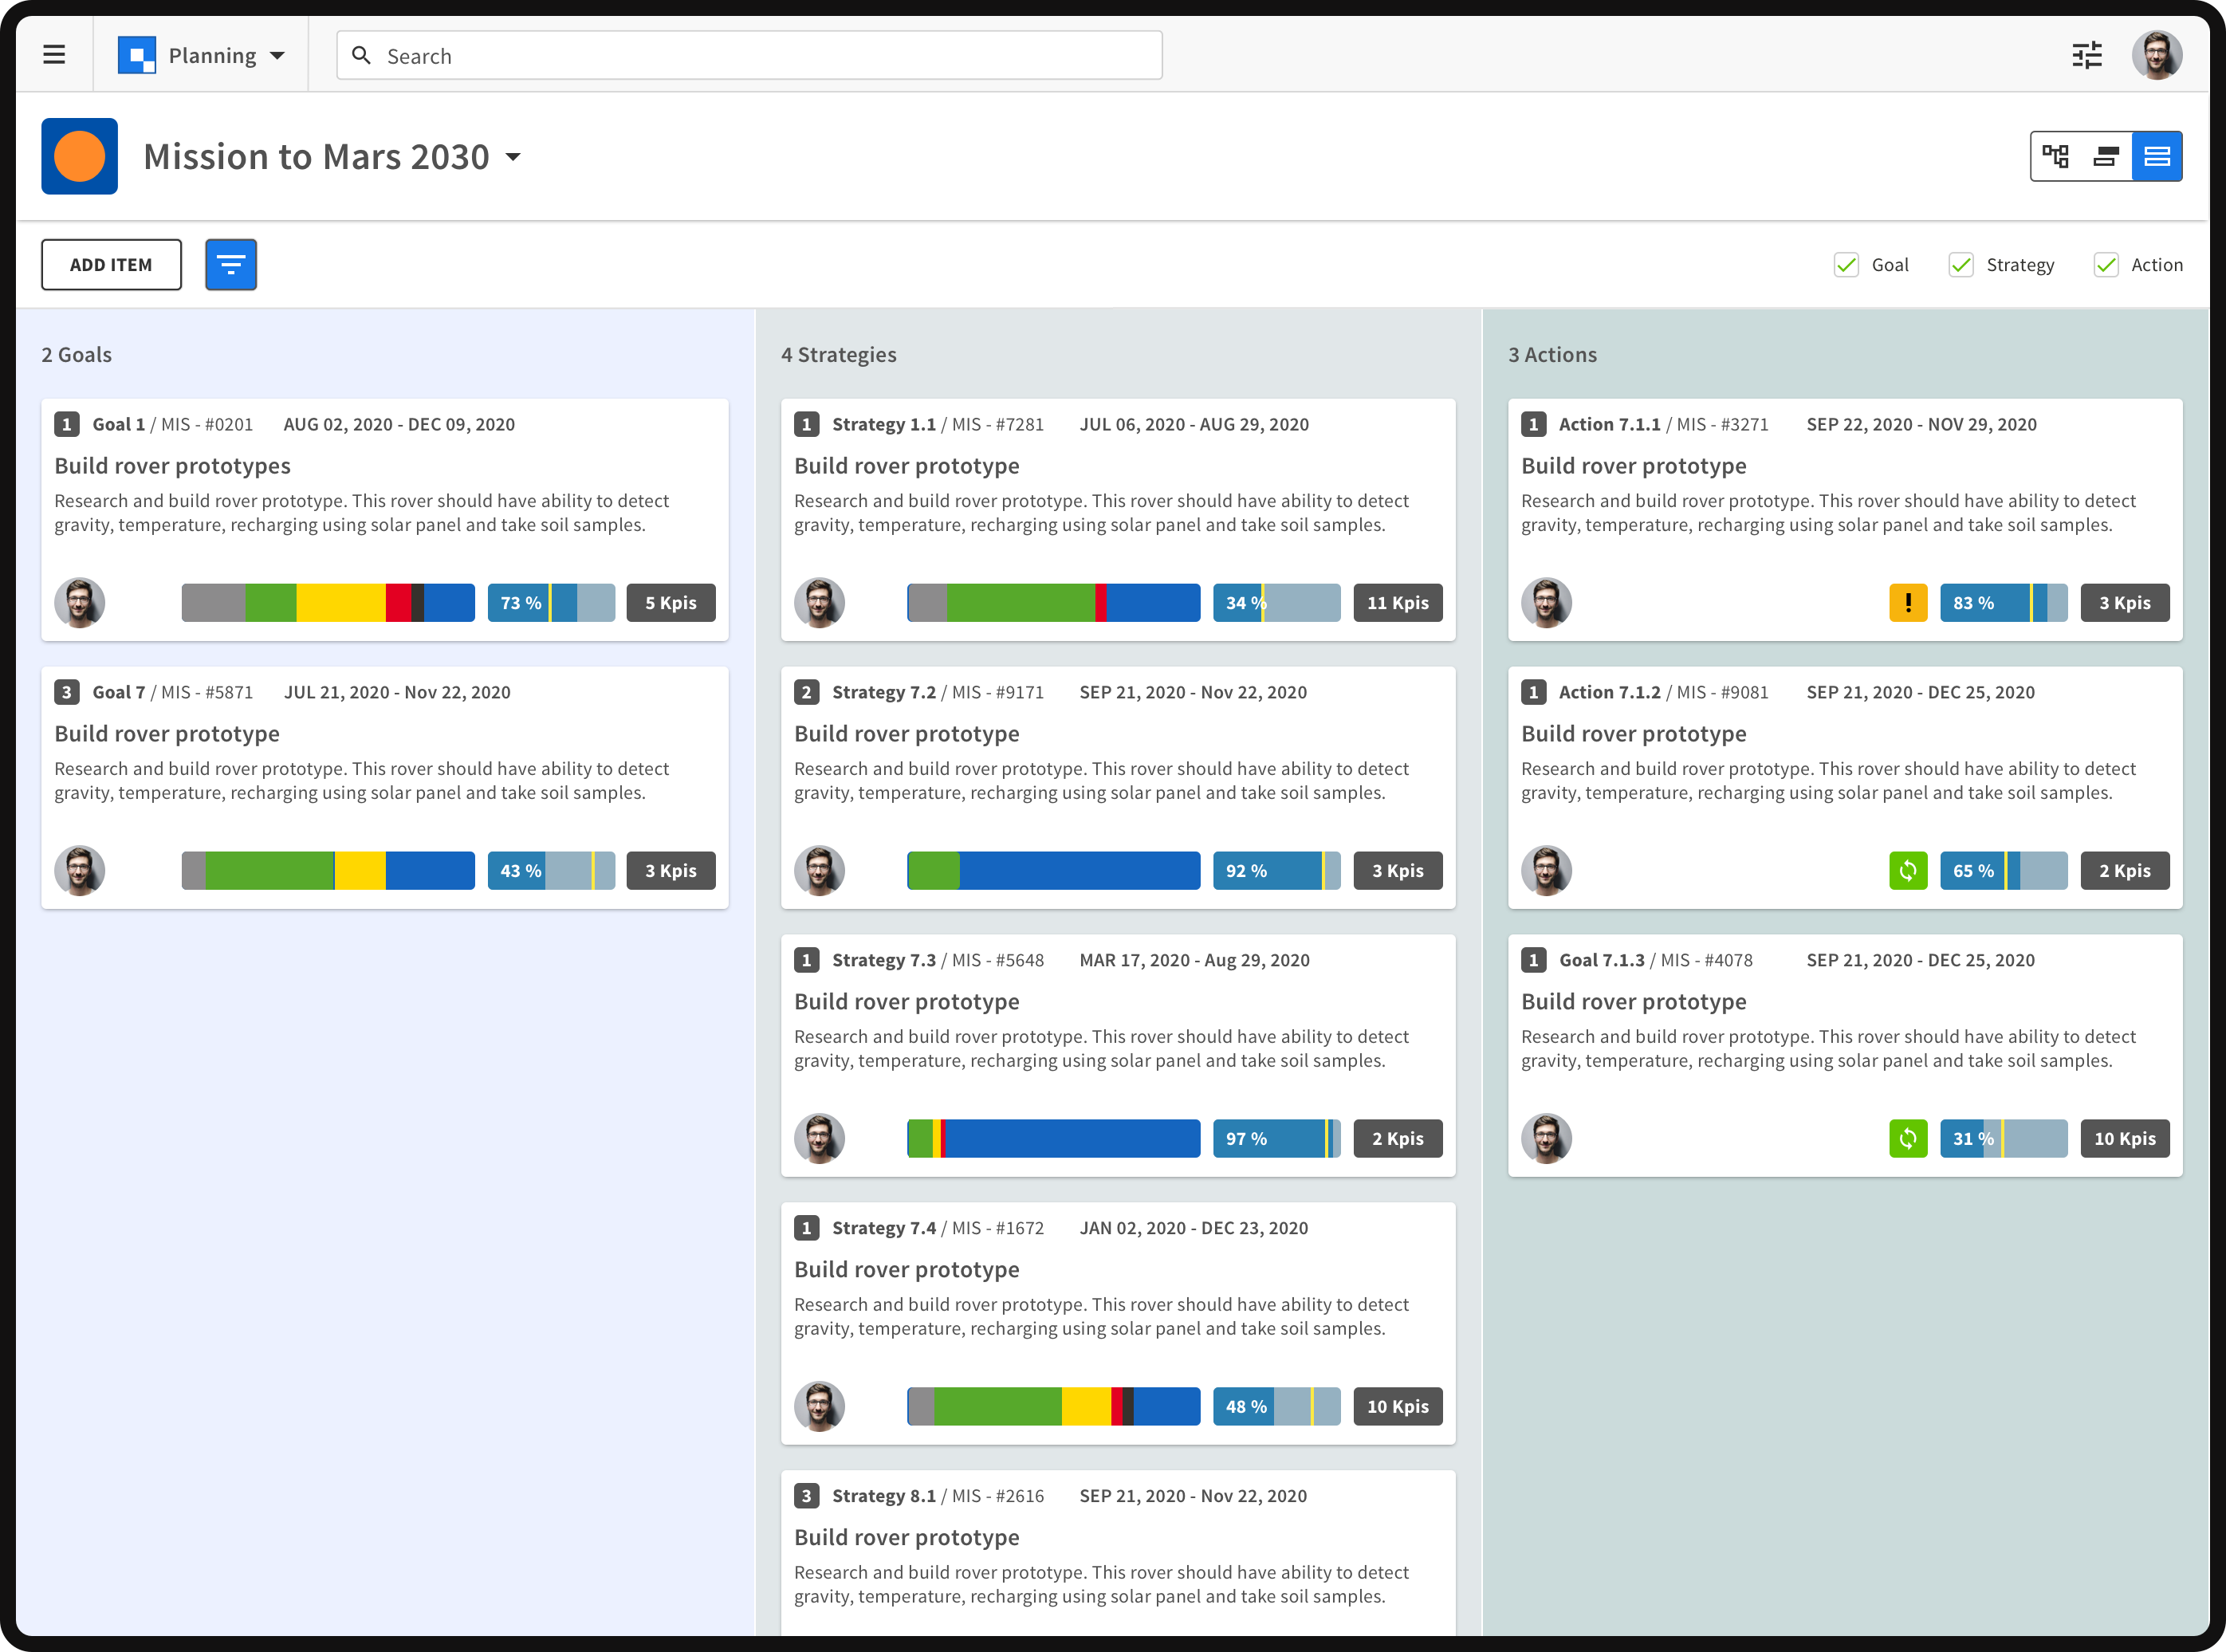 Planning
Search
Mission to Mars 2030
ADD ITEM
Goal
Strategy
Action
2 Goals
1 Goal 1 / MIS - #0201 AUG 02, 2020 - DEC 09, 2020
Build rover prototypes
Research and build rover prototype. This rover should have ability to detect
gravity, temperature, recharging using solar panel and take soil samples.
73 %
5 Kpis
3 Goal 7 / MIS - #5871 JUL 21, 2020 - Nov 22, 2020
Build rover prototype
Research and build rover prototype. This rover should have ability to detect
gravity, temperature, recharging using solar panel and take soil samples.
43 %
3 Kpis
4 Strategies
1 Strategy 1.1 / MIS - #7281 JUL 06, 2020 - AUG 29, 2020
Build rover prototype
Research and build rover prototype. This rover should have ability to detect
gravity, temperature, recharging using solar panel and take soil samples.
34 %
11 Kpis
2 Strategy 7.2 / MIS - #9171 SEP 21, 2020 - Nov 22, 2020
Build rover prototype
Research and build rover prototype. This rover should have ability to detect
gravity, temperature, recharging using solar panel and take soil samples.
92 %
3 Kpis
1 Strategy 7.3 / MIS - #5648 MAR 17, 2020 - Aug 29, 2020
Build rover prototype
Research and build rover prototype. This rover should have ability to detect
gravity, temperature, recharging using solar panel and take soil samples.
97 %
2 Kpis
1 Strategy 7.4 / MIS - #1672 JAN 02, 2020 - DEC 23, 2020
Build rover prototype
Research and build rover prototype. This rover should have ability to detect
gravity, temperature, recharging using solar panel and take soil samples.
48 %
10 Kpis
3 Strategy 8.1 / MIS - #2616 SEP 21, 2020 - Nov 22, 2020
Build rover prototype
Research and build rover prototype. This rover should have ability to detect
gravity, temperature, recharging using solar panel and take soil samples.
3 Actions
1 Action 7.1.1 / MIS - #3271 SEP 22, 2020 - NOV 29, 2020
Build rover prototype
Research and build rover prototype. This rover should have ability to detect
gravity, temperature, recharging using solar panel and take soil samples.
!
83 %
3 Kpis
1 Action 7.1.2 / MIS - #9081 SEP 21, 2020 - DEC 25, 2020
Build rover prototype
Research and build rover prototype. This rover should have ability to detect
gravity, temperature, recharging using solar panel and take soil samples.
65 %
2 Kpis
1 Goal 7.1.3 / MIS - #4078 SEP 21, 2020 - DEC 25, 2020
Build rover prototype
Research and build rover prototype. This rover should have ability to detect
gravity, temperature, recharging using solar panel and take soil samples.
31 %
10 Kpis